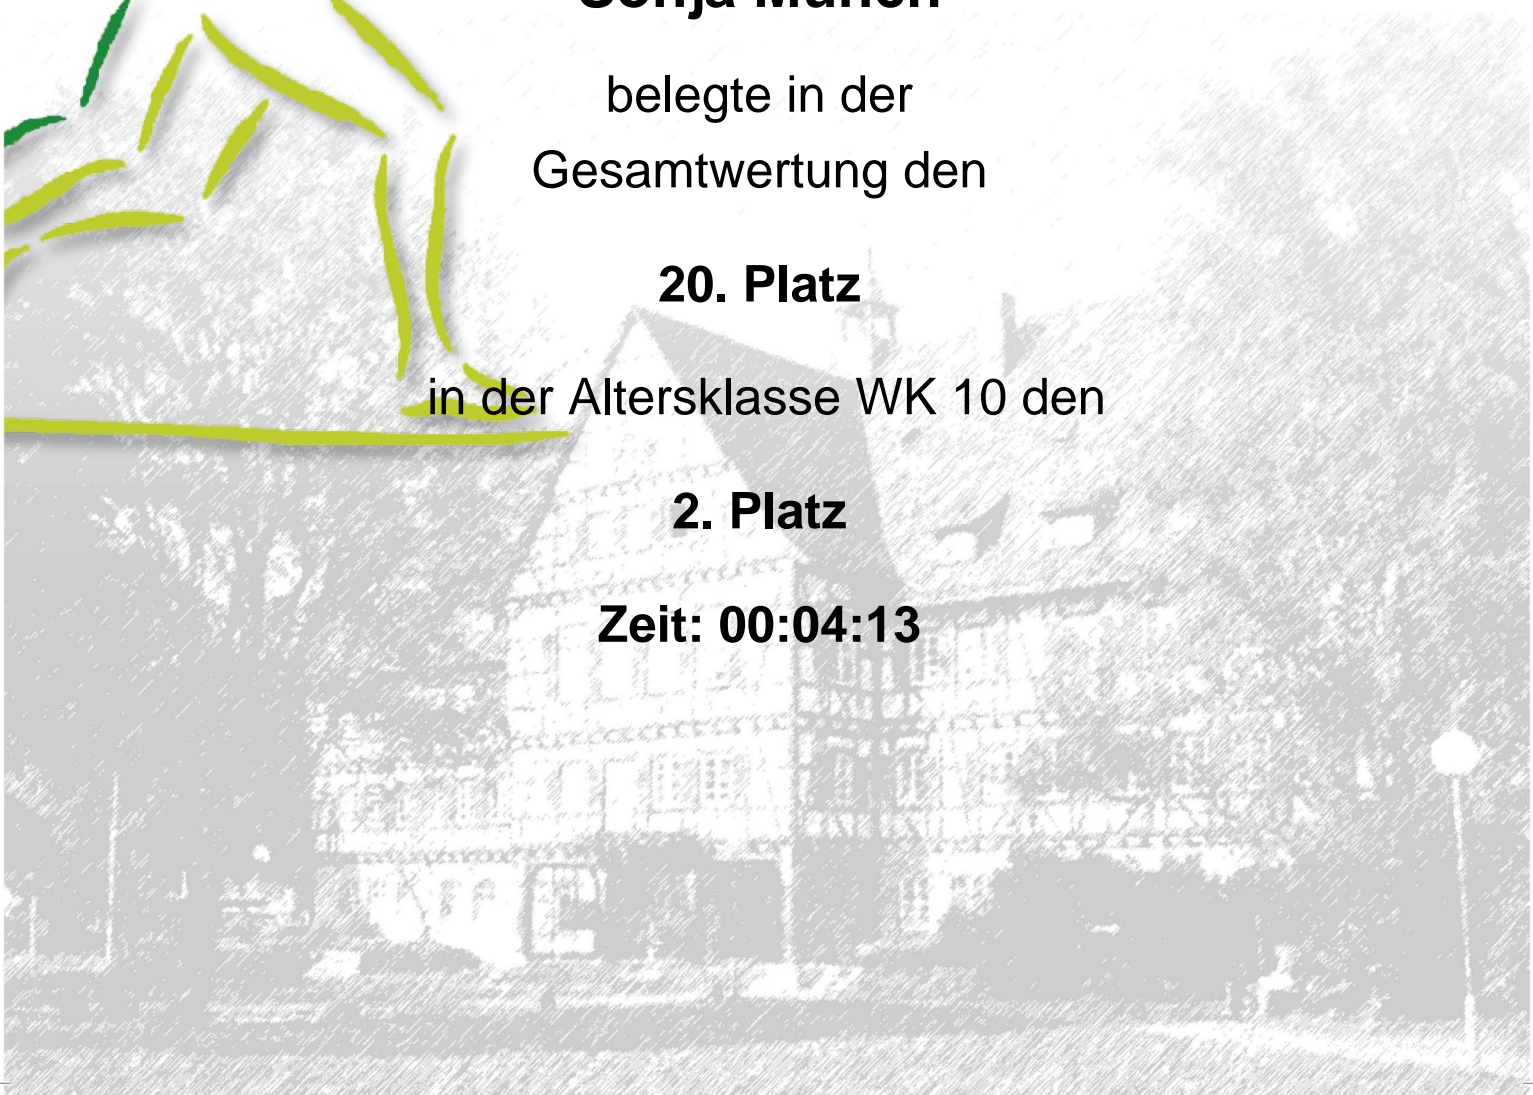 belegte in der
Gesamtwertung den
20. Platz
in der Altersklasse WK 10 den
2. Platz
Zeit: 00:04:13